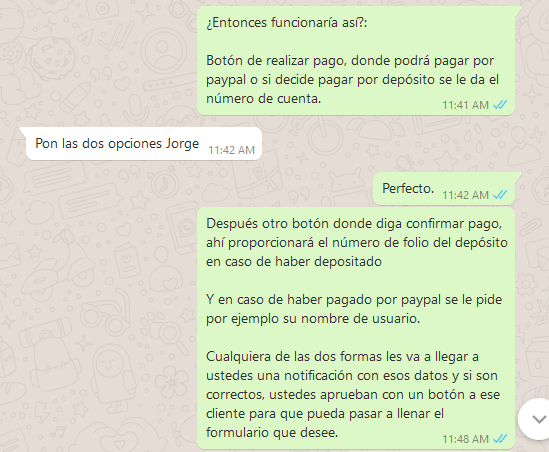 ¿Entonces funcionaría así?:
Botón de realizar pago, donde podrá pagar por
paypal o si decide pagar por depósito se le da el
número de cuenta.
11:41 AM
Pon las dos opciones Jorge
11:42 AM
Perfecto.
11:42 AM
Después otro botón donde diga confirmar pago,
ahí proporcionará el número de folio del depósito
en caso de haber depositado
Y en caso de haber pagado por paypal se le pide
por ejemplo su nombre de usuario.
Cualquiera de las dos formas les va a llegar a
ustedes una notificación con esos datos y si son
correctos, ustedes aprueban con un botón a ese
cliente para que pueda pasar a llenar el
formulario que desee.
11:48 AM